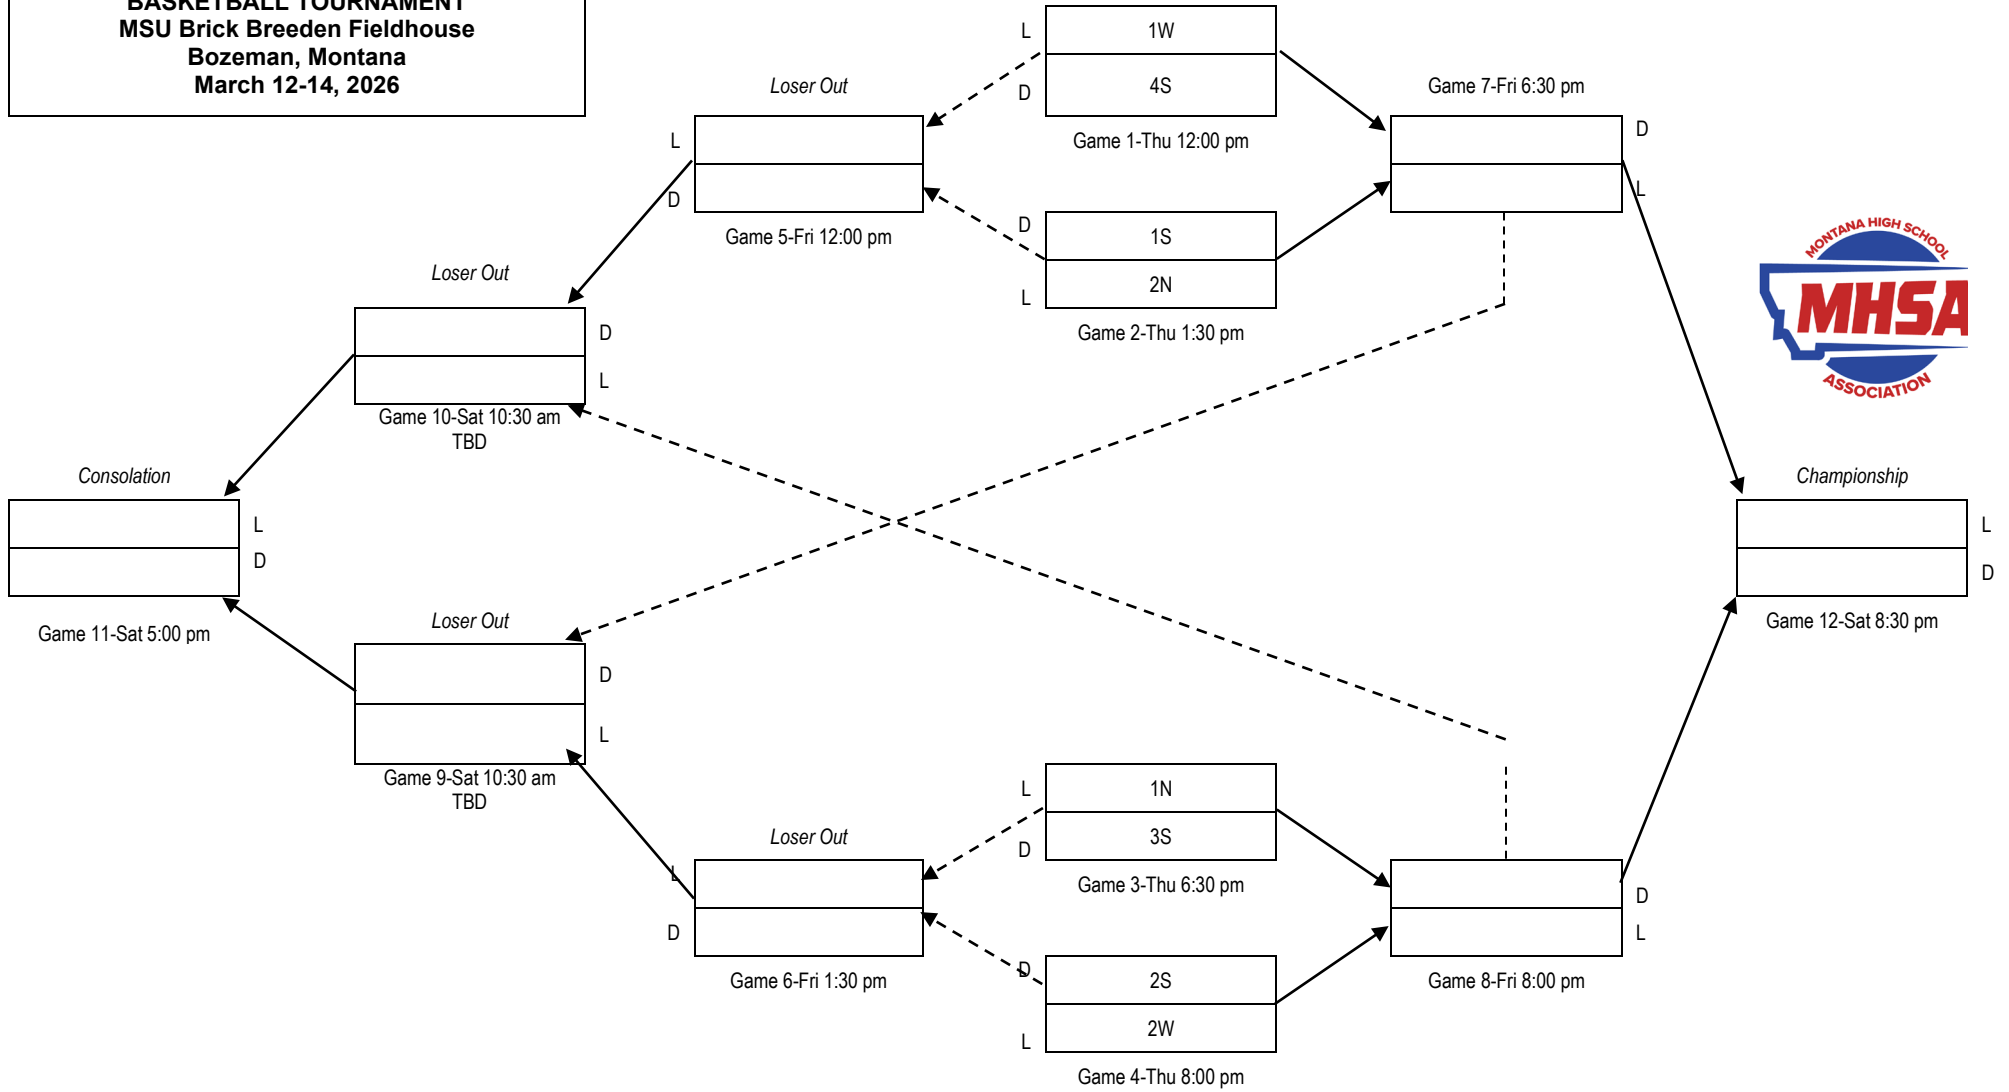 BASKETBALL TOURNAMENT
MSU Brick Breeden Fieldhouse
Bozeman, Montana
March 12-14, 2026
L
1W
D
4S
Game 1-Thu 12:00 pm
Loser Out
L
D
Game 5-Fri 12:00 pm
D
1S
L
2N
Game 2-Thu 1:30 pm
Game 7-Fri 6:30 pm
D
L
MONTANA HIGH SCHOOL
MHSA
ASSOCIATION
Loser Out
D
L
Game 10-Sat 10:30 am
TBD
Consolation
L
D
Game 11-Sat 5:00 pm
Championship
L
D
Game 12-Sat 8:30 pm
Loser Out
D
L
Game 9-Sat 10:30 am
TBD
Loser Out
L
D
Game 6-Fri 1:30 pm
L
1N
D
3S
Game 3-Thu 6:30 pm
D
2S
L
2W
Game 4-Thu 8:00 pm
D
L
Game 8-Fri 8:00 pm